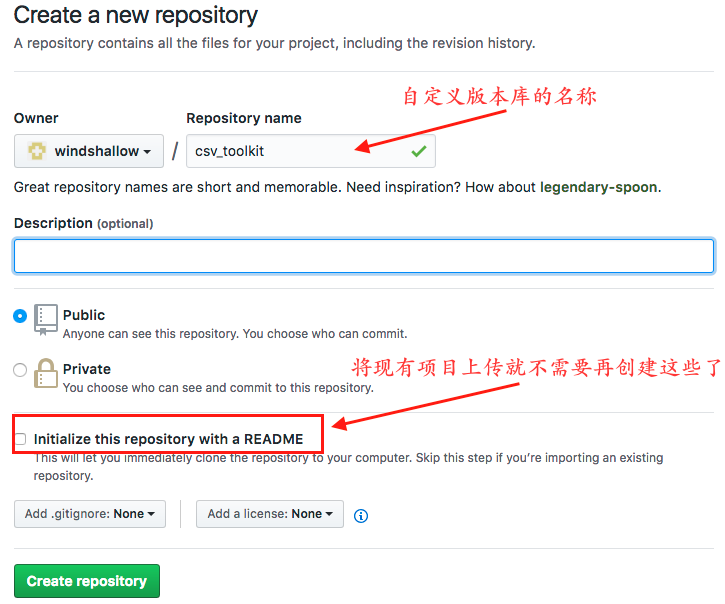 Create a new repository
A repository contains all the files for your project, including the revision history.
自定义版本库的名称
Owner
Repository name
windshallow
/
csv_toolkit
Great repository names are short and memorable. Need inspiration? How about legendary-spoon.
Description (optional)
Public
Anyone can see this repository. You choose who can commit.
将现有项目上传就不需要再创建这些了
Private
You choose who can see and commit to this repository.
Initialize this repository with a README
This will let you immediately clone the repository to your computer. Skip this step if you’re importing an existing
repository.
Add .gitignore: None
Add a license: None
Create repository